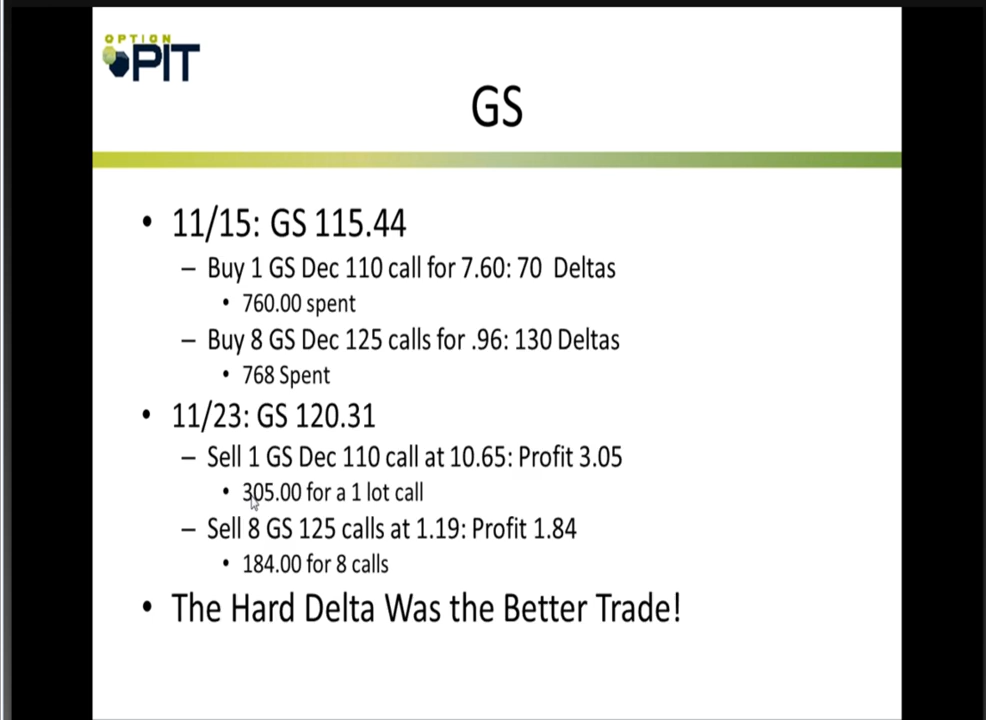 OPTION
PIT
GS
• 11/15: GS 115.44
– Buy 1 GS Dec 110 call for 7.60: 70 Deltas
• 760.00 spent
– Buy 8 GS Dec 125 calls for .96: 130 Deltas
• 768 Spent
• 11/23: GS 120.31
– Sell 1 GS Dec 110 call at 10.65: Profit 3.05
• 305.00 for a 1 lot call
– Sell 8 GS 125 calls at 1.19: Profit 1.84
• 184.00 for 8 calls
• The Hard Delta Was the Better Trade!